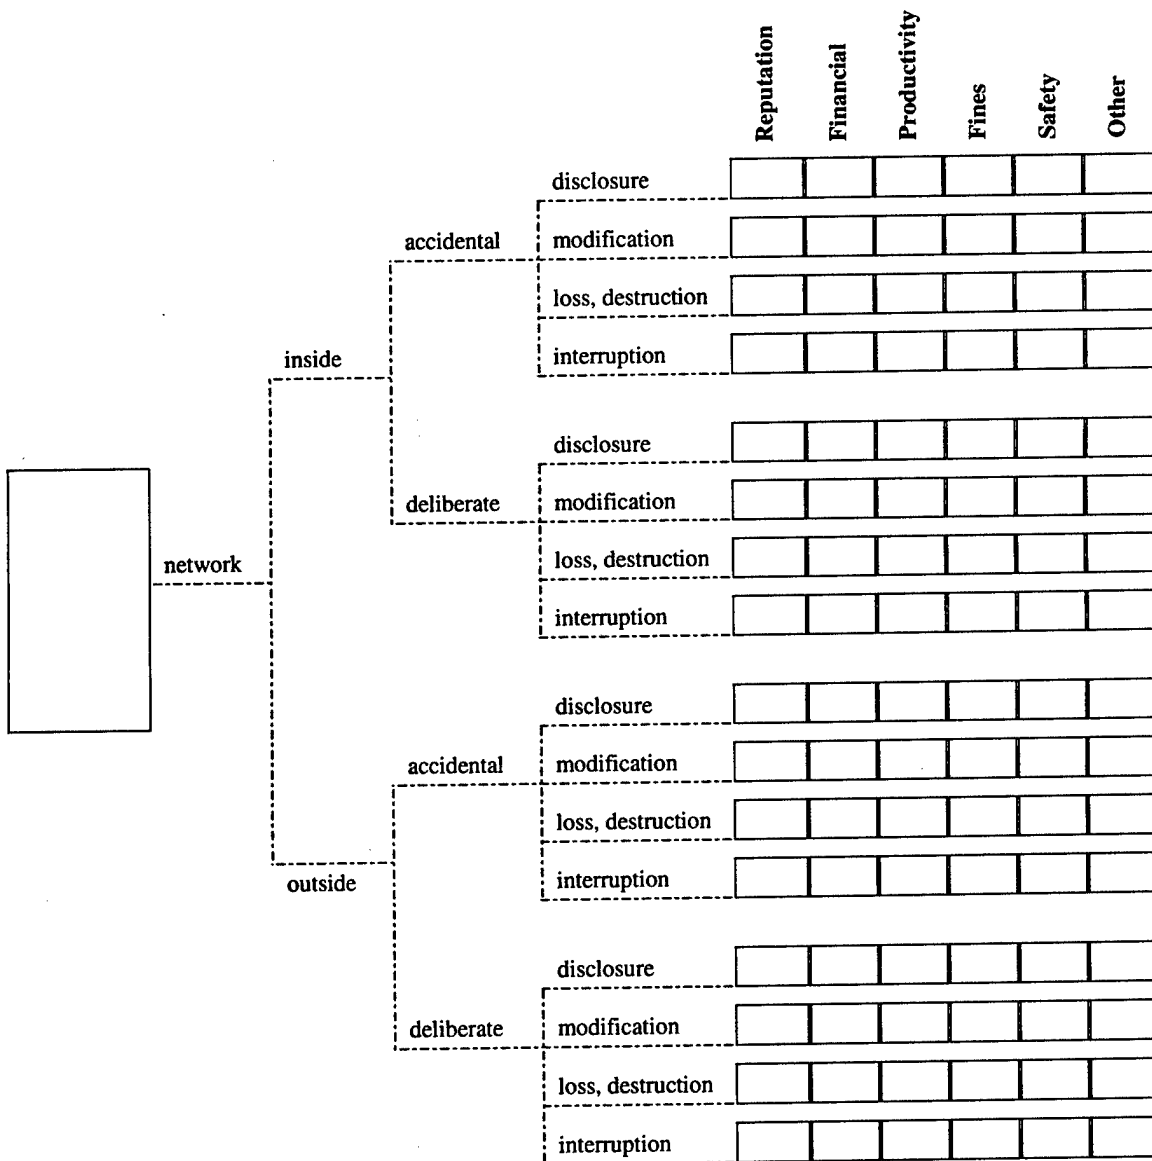 Reputation
Financial
Productivity
Fines
Safety
Other
disclosure
accidental
modification
loss, destruction
inside
interruption
disclosure
deliberate
modification
network
loss, destruction
interruption
disclosure
accidental
modification
loss, destruction
outside
interruption
disclosure
deliberate
modification
loss, destruction
interruption